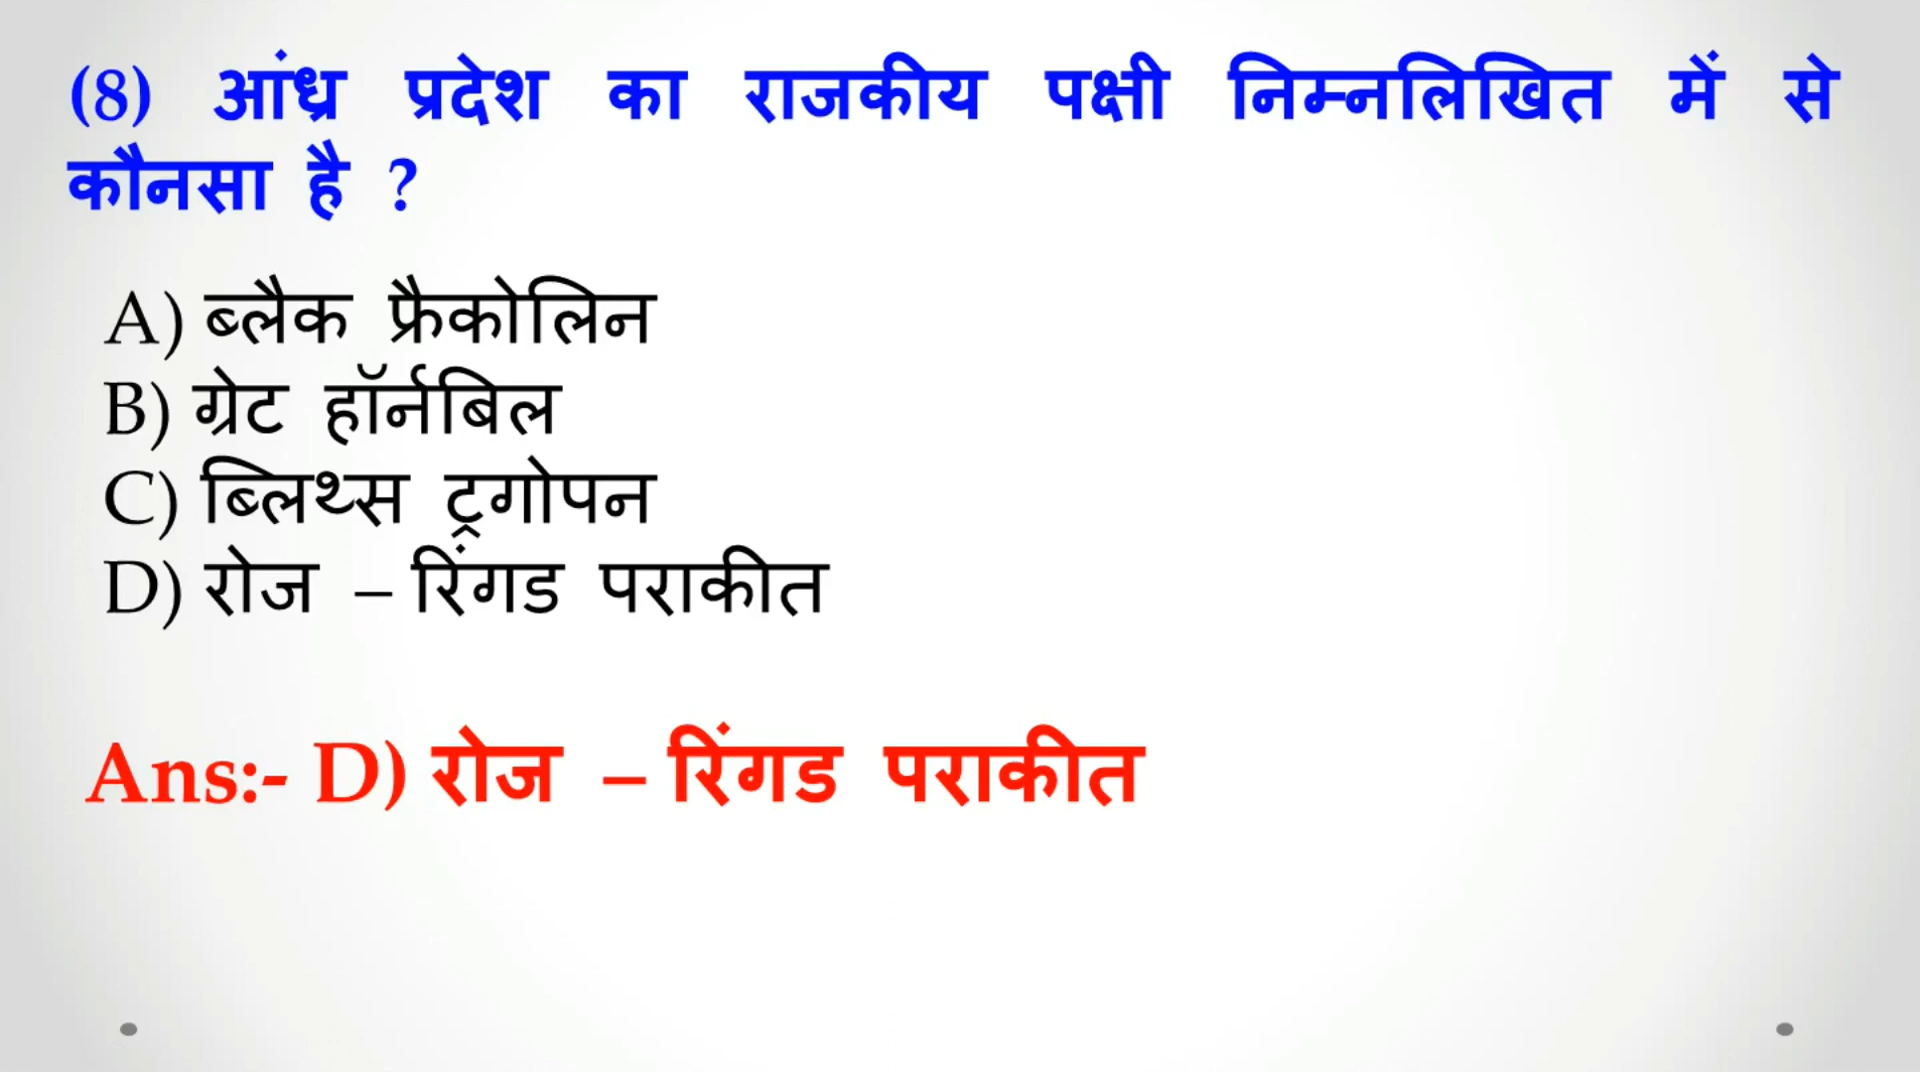 (8) आंध्र प्रदेश का राजकीय पक्षी निम्नलिखित में से
कौनसा है ?
A) ब्लैक फ्रैकोलिन
B) ग्रेट हॉर्नबिल
C) ब्लिथ्स ट्रगोपन
D) रोज – रिंगड पराकीत
Ans:- D) रोज – रिंगड पराकीत